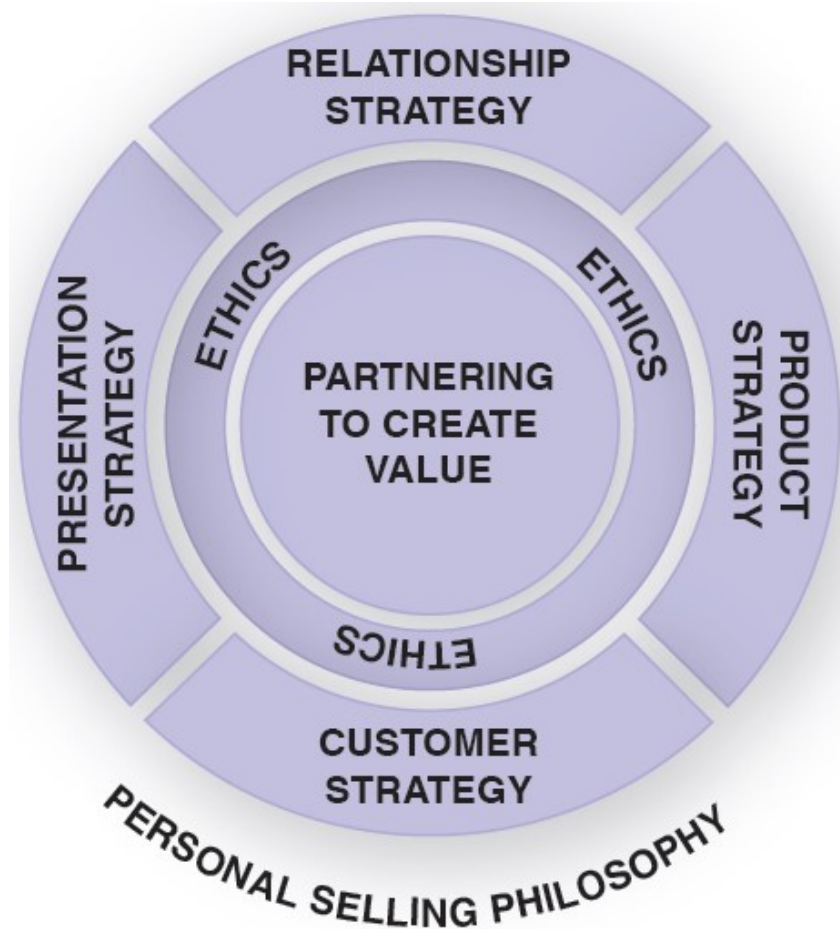 RELATIONSHIP
STRATEGY
ETHICS
ETHICS
PRESENTATION
STRATEGY
PARTNERING
TO CREATE
VALUE
PRODUCT
STRATEGY
ETHICS
CUSTOMER
STRATEGY
PERSONAL SELLING PHILOSOPHY